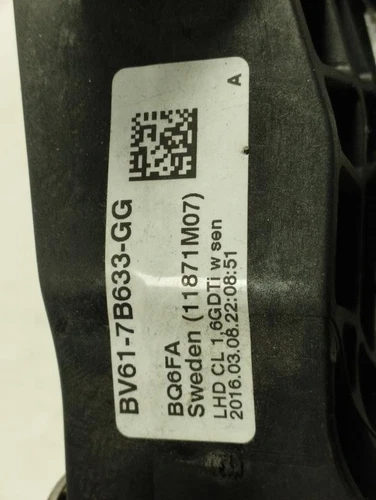 A
BV61-7B633-GG
BQ6FA
Sweden (11871M07)
LHD CL 1,6GDTi w sen
2016.03.08.22:08:51